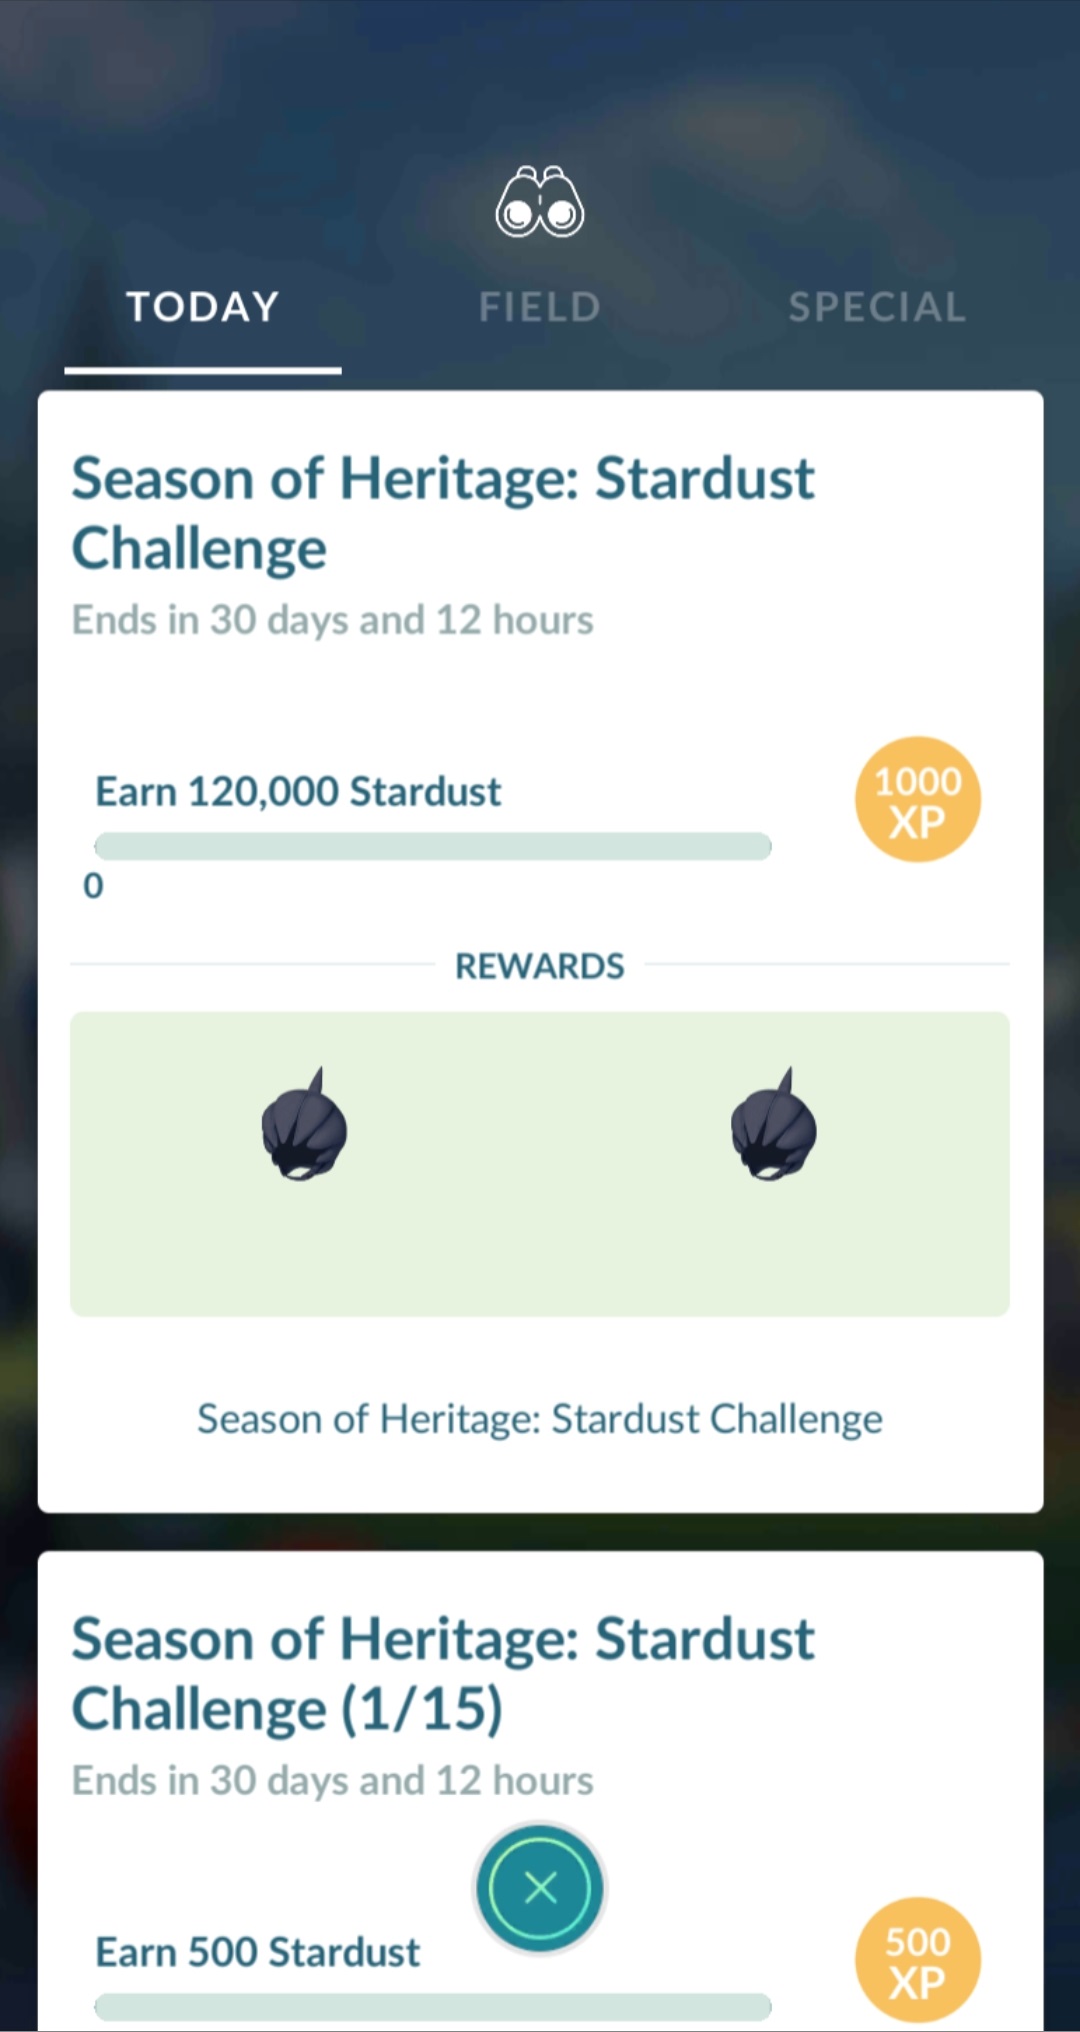 TODAY
FIELD
SPECIAL
Season of Heritage: Stardust
Challenge
Ends in 30 days and 12 hours
Earn 120,000 Stardust
1000
XP
0
REWARDS
Season of Heritage: Stardust Challenge
Season of Heritage: Stardust
Challenge (1/15)
Ends in 30 days and 12 hours
Earn 500 Stardust
500
XP